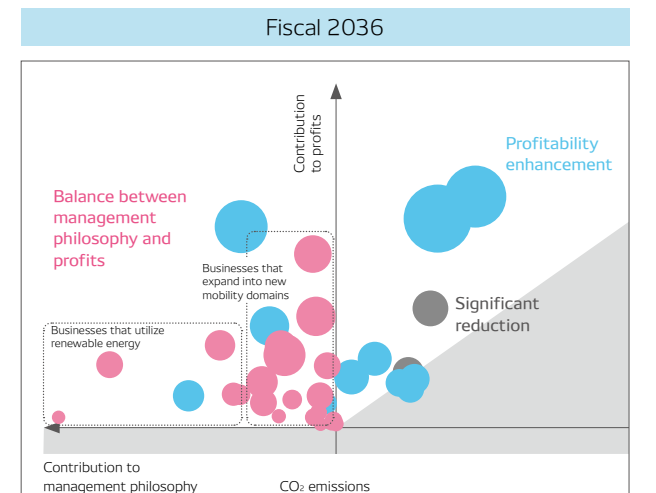 Fiscal 2036
Contribution
to profits
Profitability
enhancement
Balance between
management
philosophy and
profits
Businesses that
expand into new
mobility domains
Significant
reduction
Businesses that utilize
renewable energy
Contribution to
management philosophy
CO₂ emissions